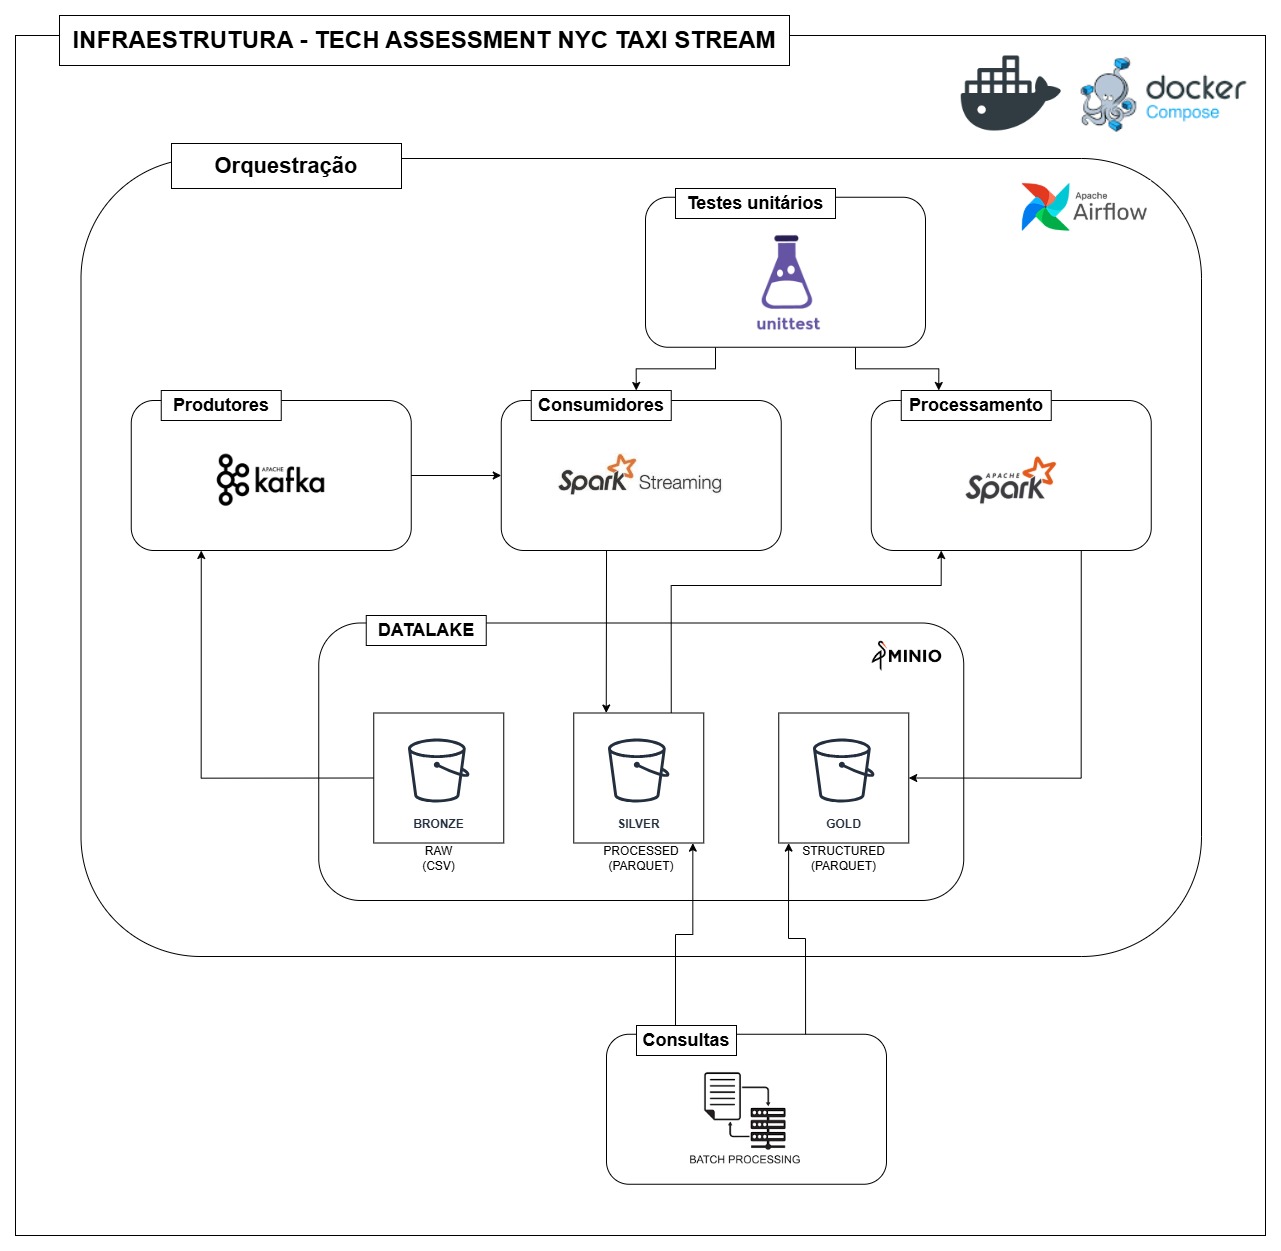 INFRAESTRUTURA - TECH ASSESSMENT NYC TAXI STREAM
docker
Compose
Orquestração
Apache
Airflow
Testes unitários
unittest
Produtores
APACHE
kafka
Consumidores
Spark Streaming
Processamento
APACHE
Spark
DATALAKE
MINIO
BRONZE
RAW
(CSV)
SILVER
PROCESSED
(PARQUET)
GOLD
STRUCTURED
(PARQUET)
Consultas
BATCH PROCESSING